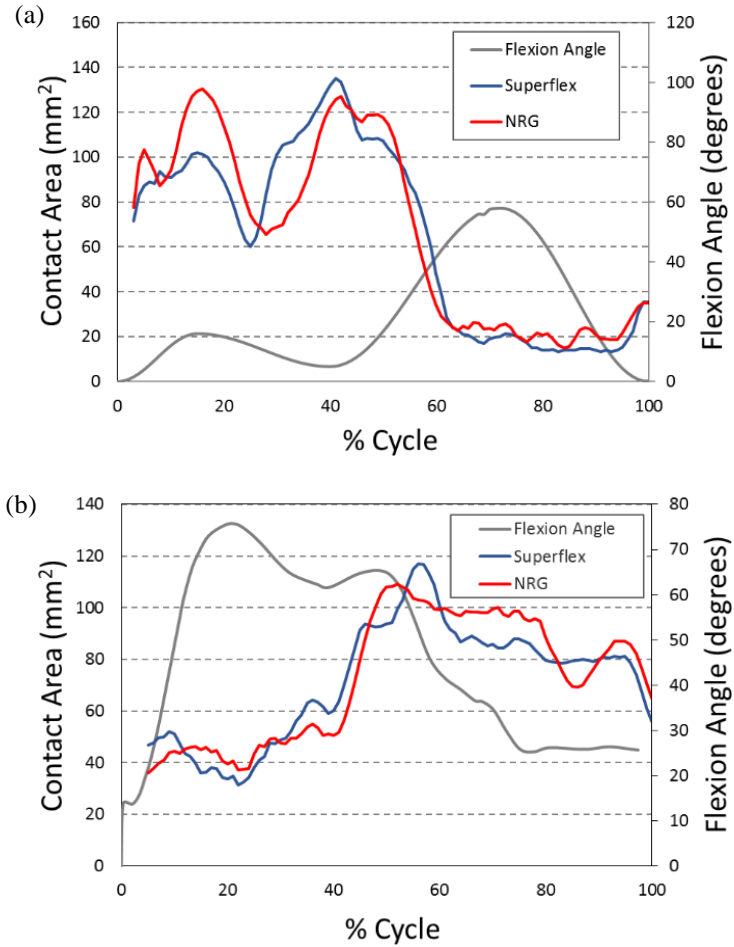 (a)
160
140
120
100
80
60
40
20
0
Contact Area (mm²)
120
100
80
60
40
20
0
Flexion Angle (degrees)
Flexion Angle
Superflex
NRG
0 20 40 60 80 100
% Cycle
(b)
140
120
100
80
60
40
20
0
Contact Area (mm²)
80
70
60
50
40
30
20
10
0
Flexion Angle (degrees)
Flexion Angle
Superflex
NRG
0 20 40 60 80 100
% Cycle